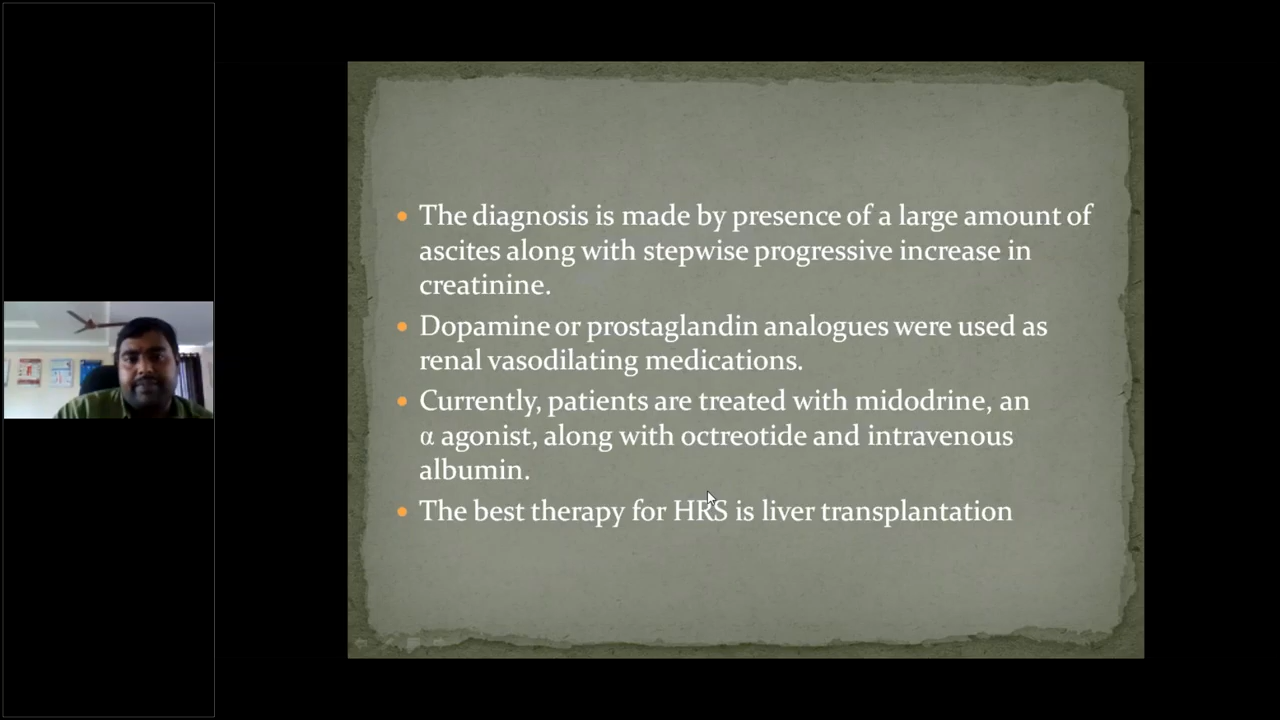 • The diagnosis is made by presence of a large amount of
ascites along with stepwise progressive increase in
creatinine.
• Dopamine or prostaglandin analogues were used as
renal vasodilating medications.
• Currently, patients are treated with midodrine, an
α agonist, along with octreotide and intravenous
albumin.
• The best therapy for HRS is liver transplantation